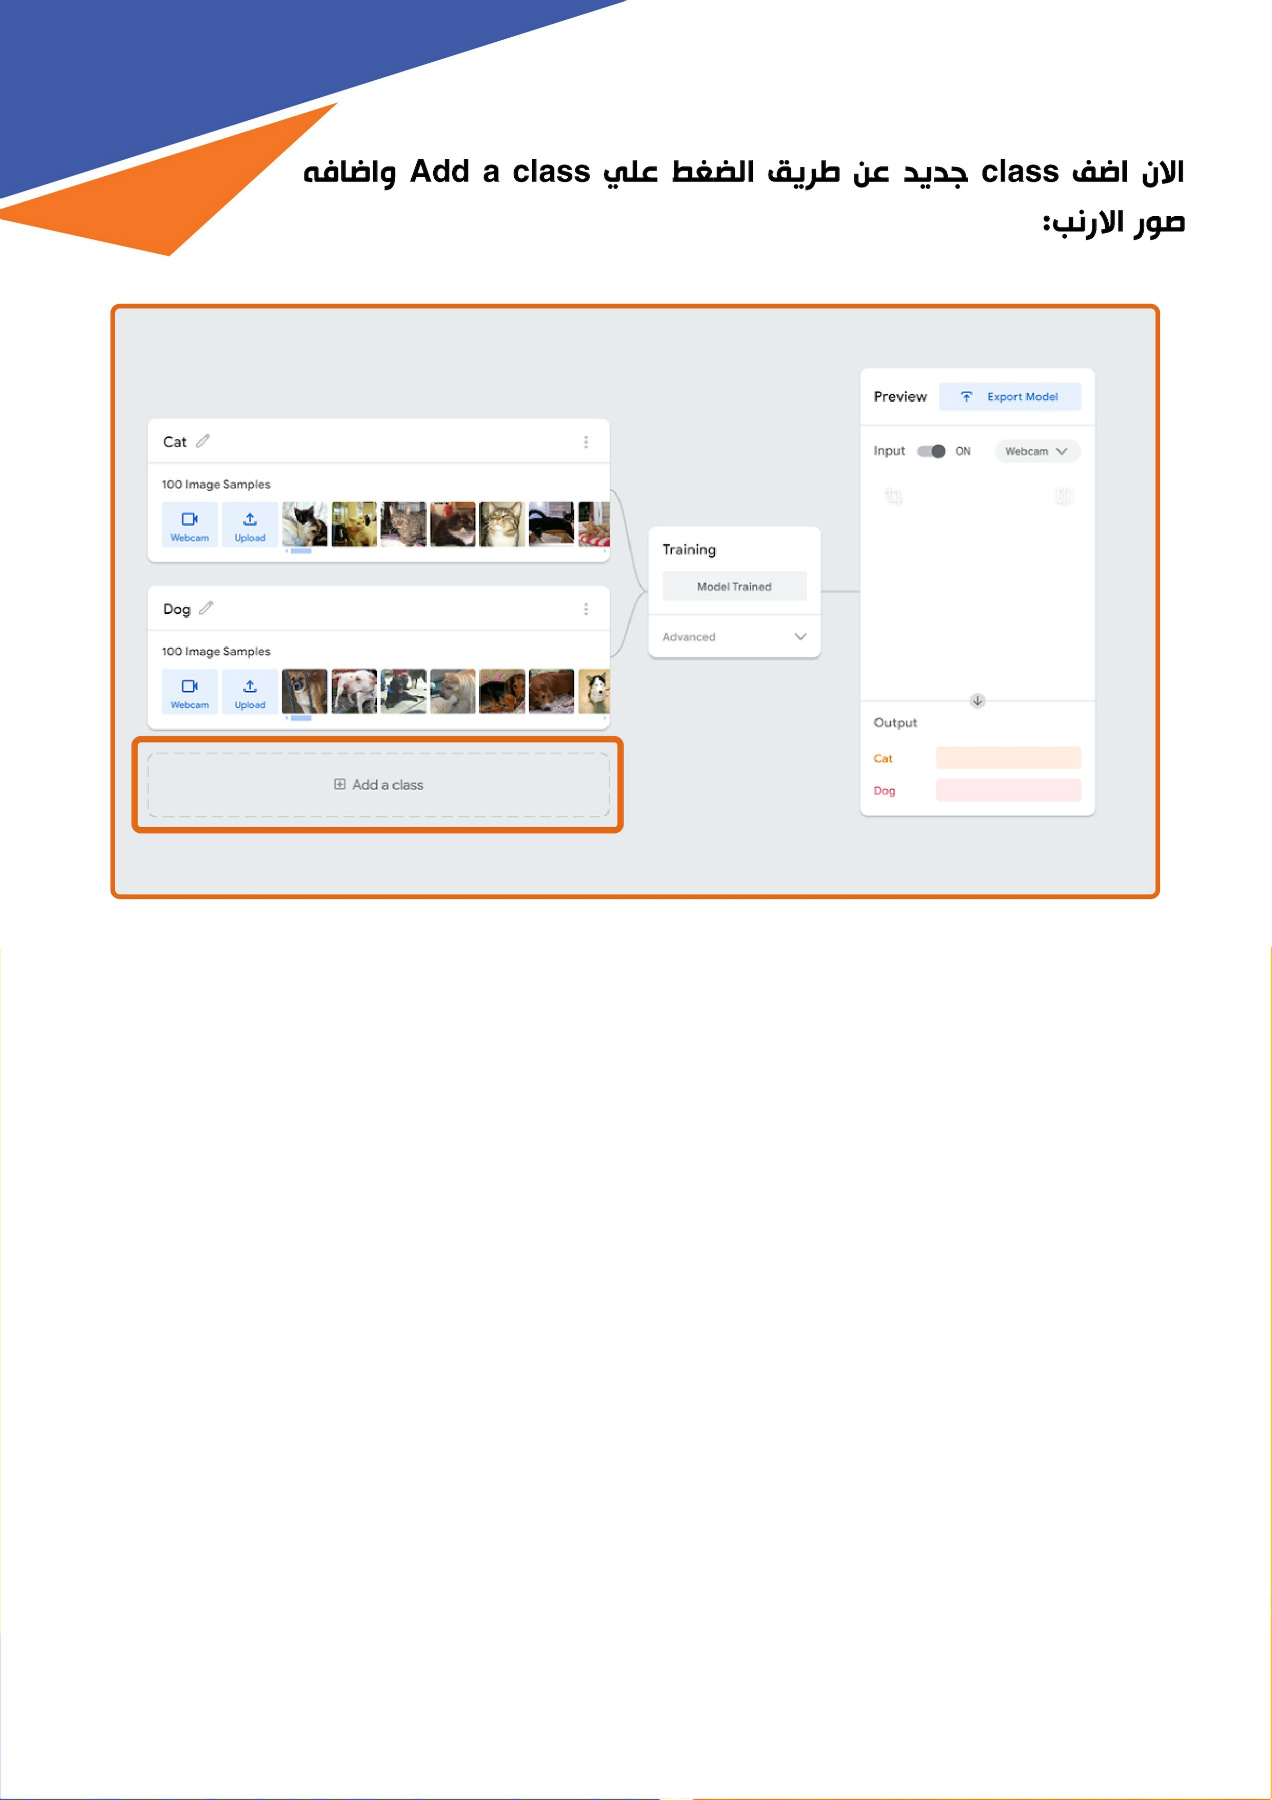 الان اضف class جديد عن طريق الضغط علي Add a class واضافه
صور الارنب:
Cat
100 Image Samples
Webcam
Upload
Dog
100 Image Samples
Webcam
Upload
Add a class
Training
Model Trained
Advanced
Preview
Export Model
Input
ON
Webcam
Output
Cat
Dog